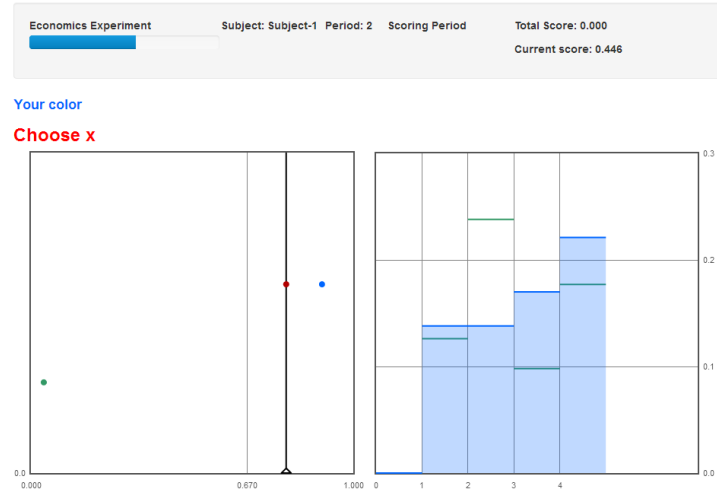 Economics Experiment Subject: Subject-1 Period: 2 Scoring Period Total Score: 0.000
Current score: 0.446
Your color
Choose x
0.3
0.2
0.1
0.0 0.0
0.000 0.670 1.000 0 1 2 3 4